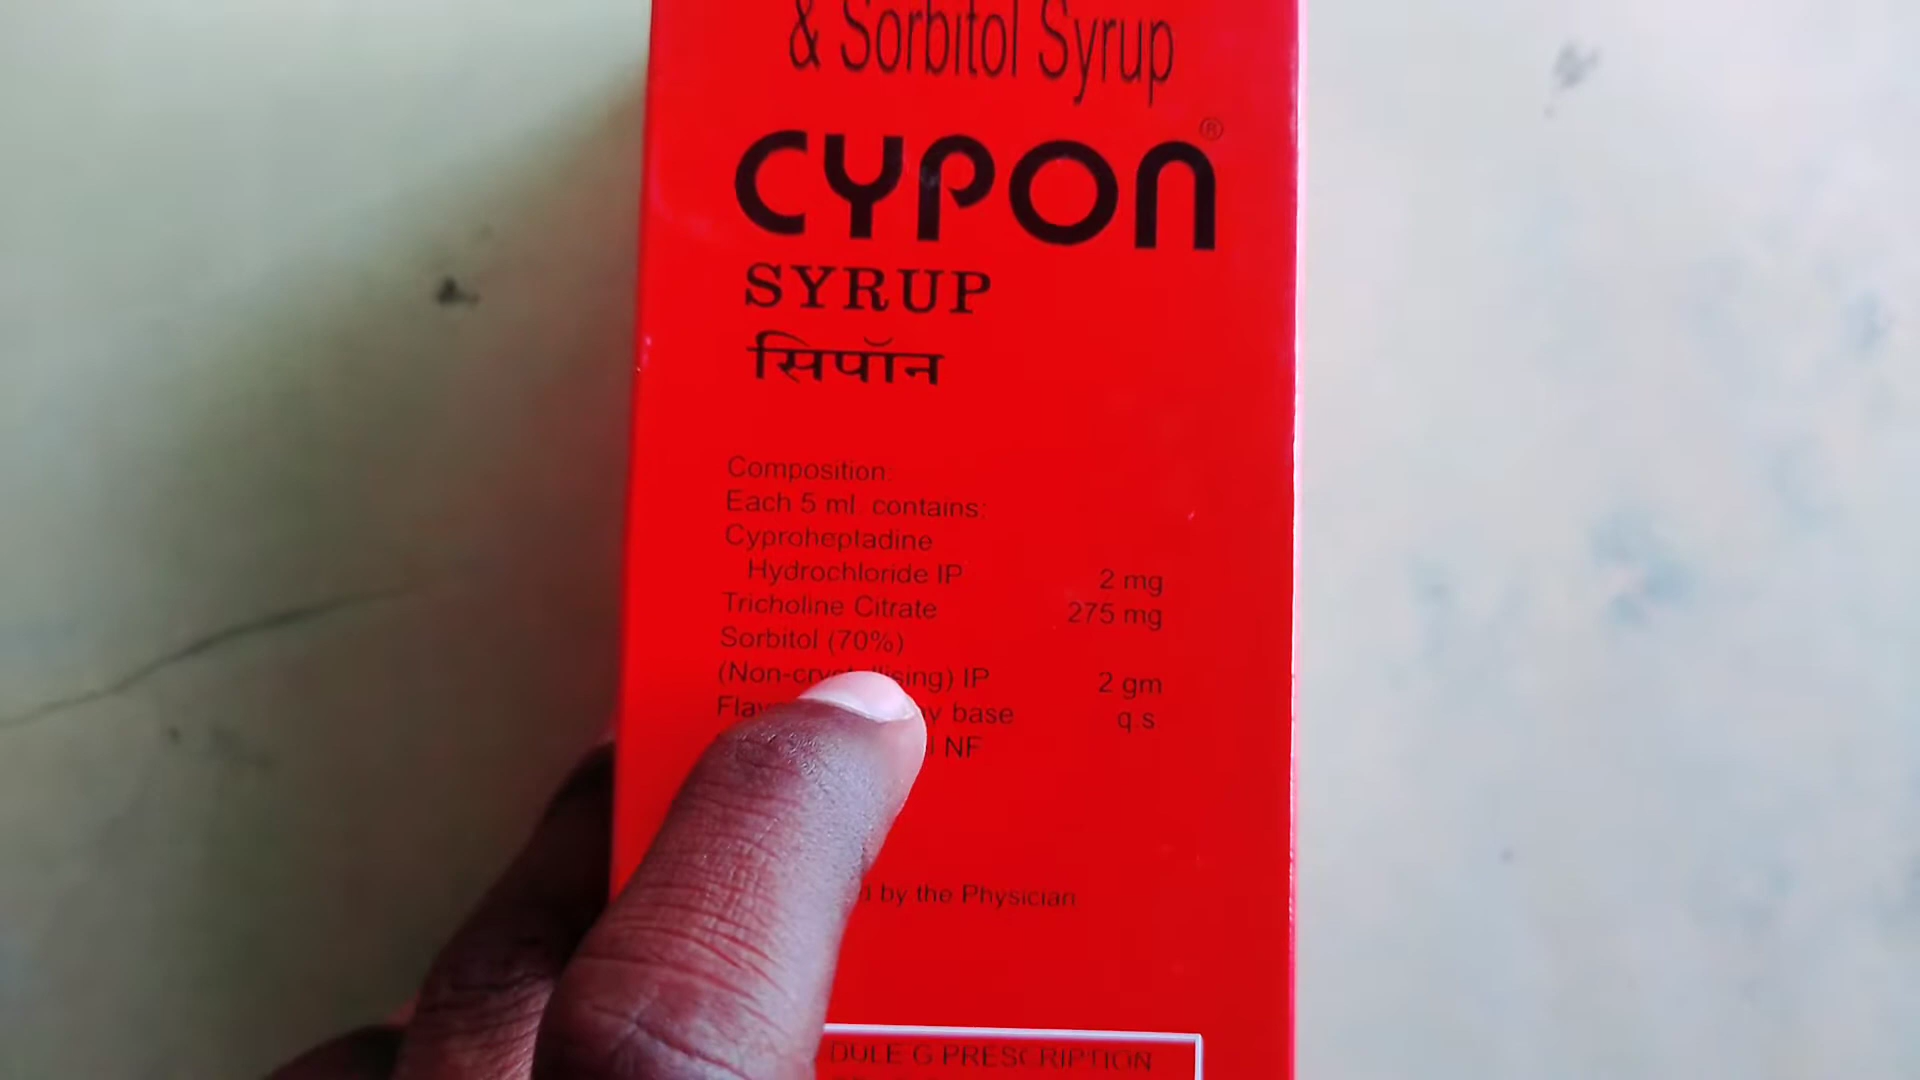 & Sorbitol Syrup
CYPON®
SYRUP
सिपॉन
Composition:
Each 5 ml. contains:
Cyproheptadine
Hydrochloride IP 2 mg
Tricholine Citrate 275 mg
Sorbitol (70%)
IP 2 gm
base q.s
NF
by the Physician
PRESCRIPTION